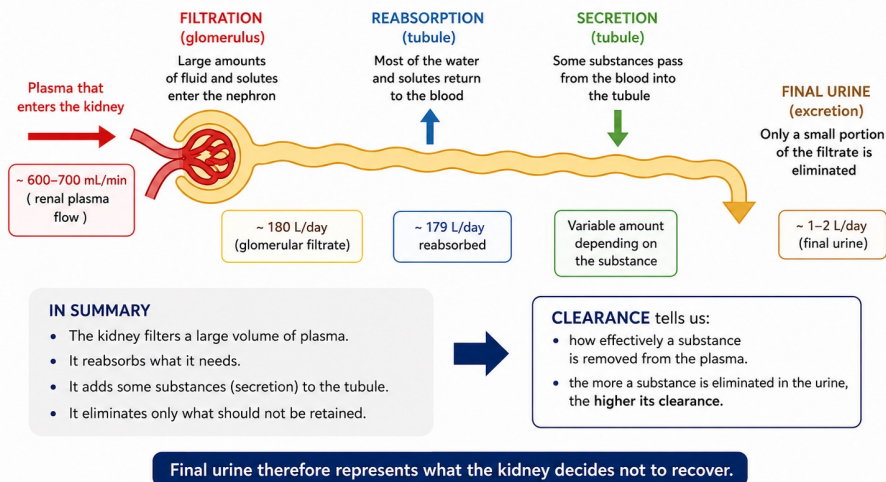 FILTRATION
(glomerulus)
Large amounts
of fluid and solutes
enter the nephron
REABSORPTION
(tubule)
Most of the water
and solutes return
to the blood
SECRETION
(tubule)
Some substances pass
from the blood into
the tubule
Plasma that
enters the kidney
FINAL URINE
(excretion)
Only a small portion
of the filtrate is
eliminated
~ 600–700 mL/min
( renal plasma
flow )
~ 180 L/day
(glomerular filtrate)
~ 179 L/day
reabsorbed
Variable amount
depending on
the substance
~ 1–2 L/day
(final urine)
IN SUMMARY
• The kidney filters a large volume of plasma.
• It reabsorbs what it needs.
• It adds some substances (secretion) to the tubule.
• It eliminates only what should not be retained.
CLEARANCE tells us:
• how effectively a substance
is removed from the plasma.
• the more a substance is eliminated in the urine,
the higher its clearance.
Final urine therefore represents what the kidney decides not to recover.